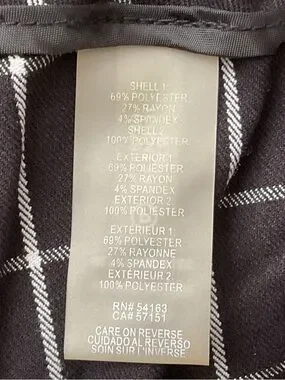 SHELL 1:
69% POLYESTER
27% RAYON
4% SPANDEX
SHELL 2:
100% POLYESTER
EXTERIOR 1:
69% POLIESTER
27% RAYON
4% SPANDEX
EXTERIOR 2:
100% POLIESTER
EXTÉRIEUR 1:
69% POLYESTER
27% RAYONNE
4% SPANDEX
EXTÉRIEUR 2:
100% POLYESTER
RN# 54163
CA# 57151
CARE ON REVERSE
CUIDADO AL REVERSO
SOIN SUR L'INVERSE